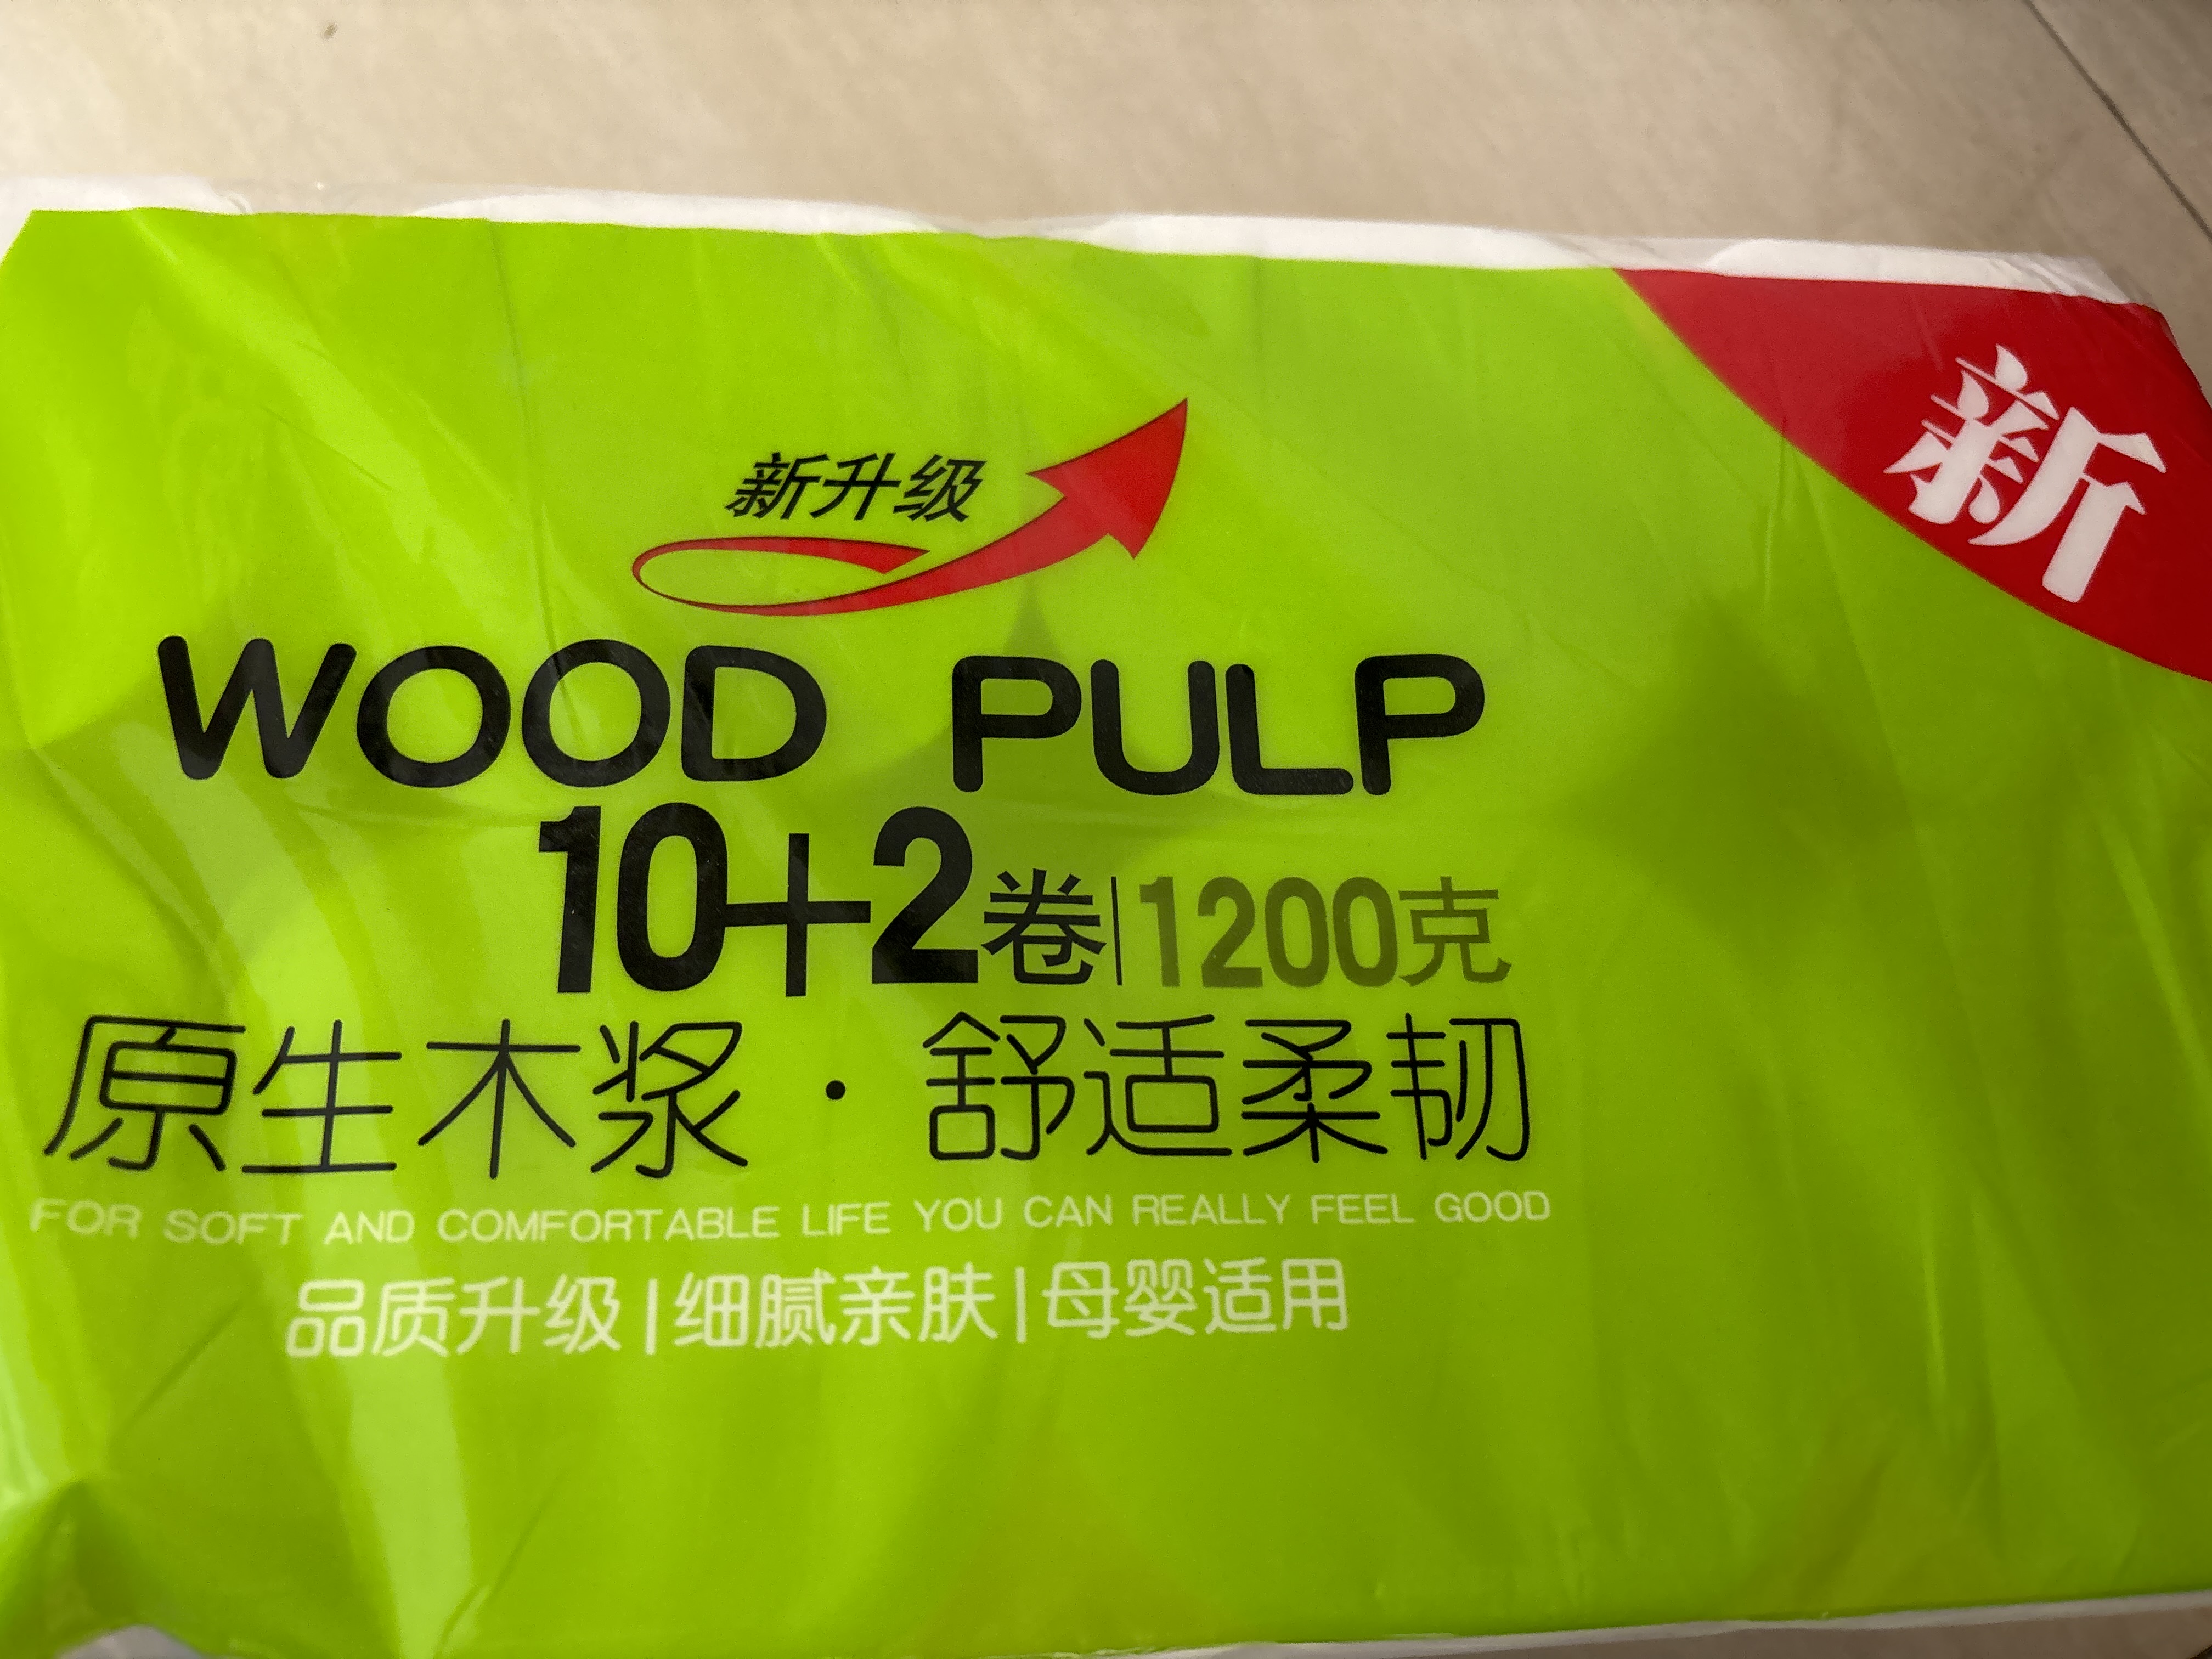 新
新升级
WOOD PULP
10+2卷|1200克
原生木浆·舒适柔韧
FOR SOFT AND COMFORTABLE LIFE YOU CAN REALLY FEEL GOOD
品质升级|细腻亲肤|母婴适用